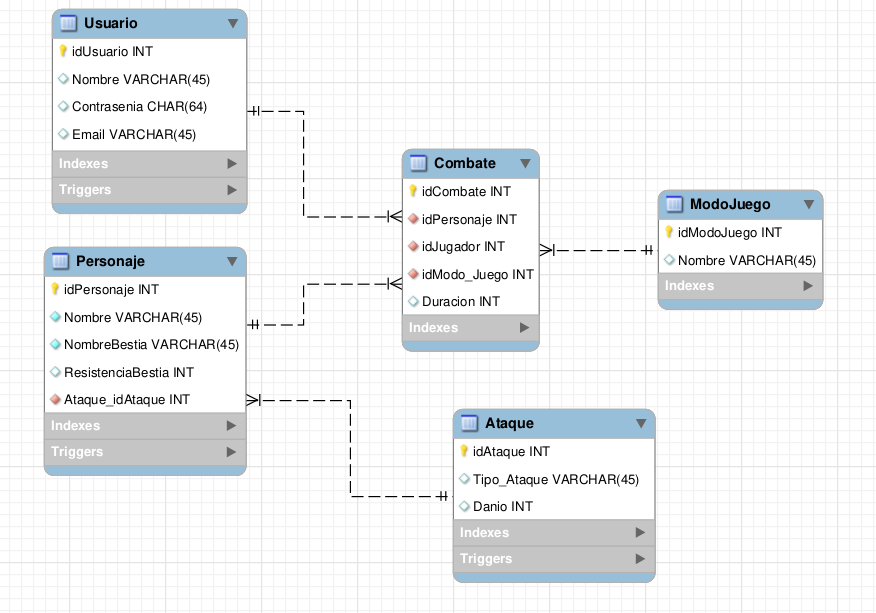 Usuario
idUsuario INT
Nombre VARCHAR(45)
Contrasenia CHAR(64)
Email VARCHAR(45)
Indexes
Triggers
Personaje
idPersonaje INT
Nombre VARCHAR(45)
NombreBestia VARCHAR(45)
ResistenciaBestia INT
Ataque_idAtaque INT
Indexes
Triggers
Combate
idCombate INT
idPersonaje INT
idJugador INT
idModo_Juego INT
Duracion INT
Indexes
ModoJuego
idModoJuego INT
Nombre VARCHAR(45)
Indexes
Ataque
idAtaque INT
Tipo_Ataque VARCHAR(45)
Danio INT
Indexes
Triggers